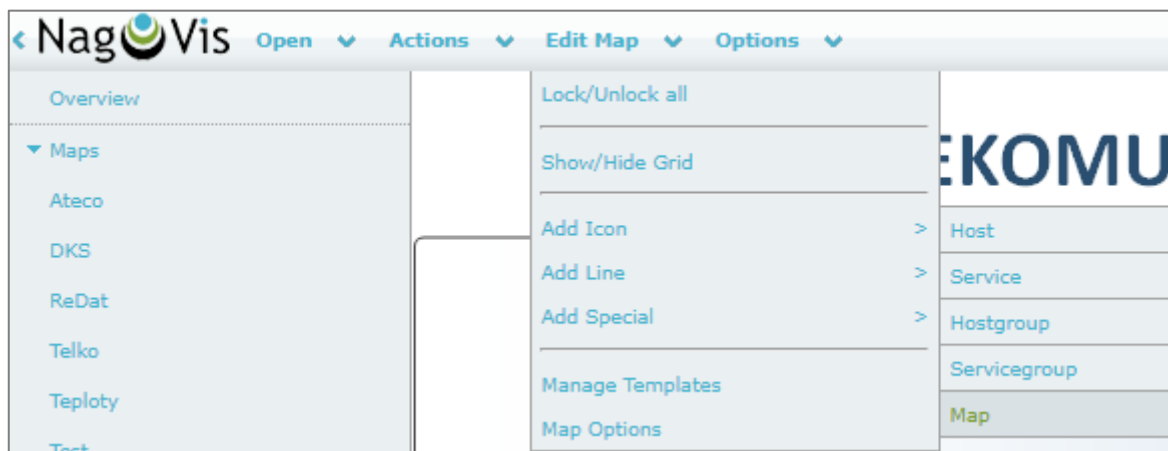 < NagVis Open Actions Edit Map Options
Overview
Maps
Ateco
DKS
ReDat
Telko
Teploty
Test
Lock/Unlock all
Show/Hide Grid
Add Icon >
Add Line >
Add Special >
Manage Templates
Map Options
EKOMU
Host
Service
Hostgroup
Servicegroup
Map